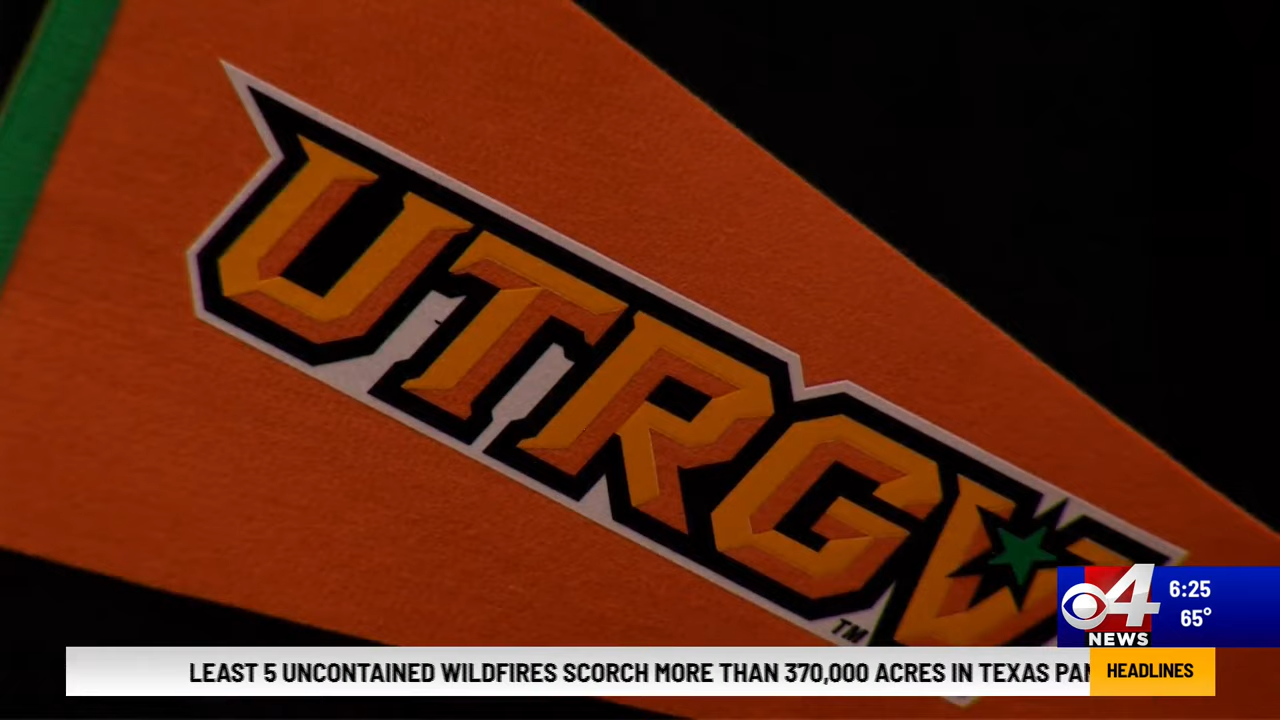 UTRGV
TM
4
NEWS
6:25
65°
LEAST 5 UNCONTAINED WILDFIRES SCORCH MORE THAN 370,000 ACRES IN TEXAS
HEADLINES